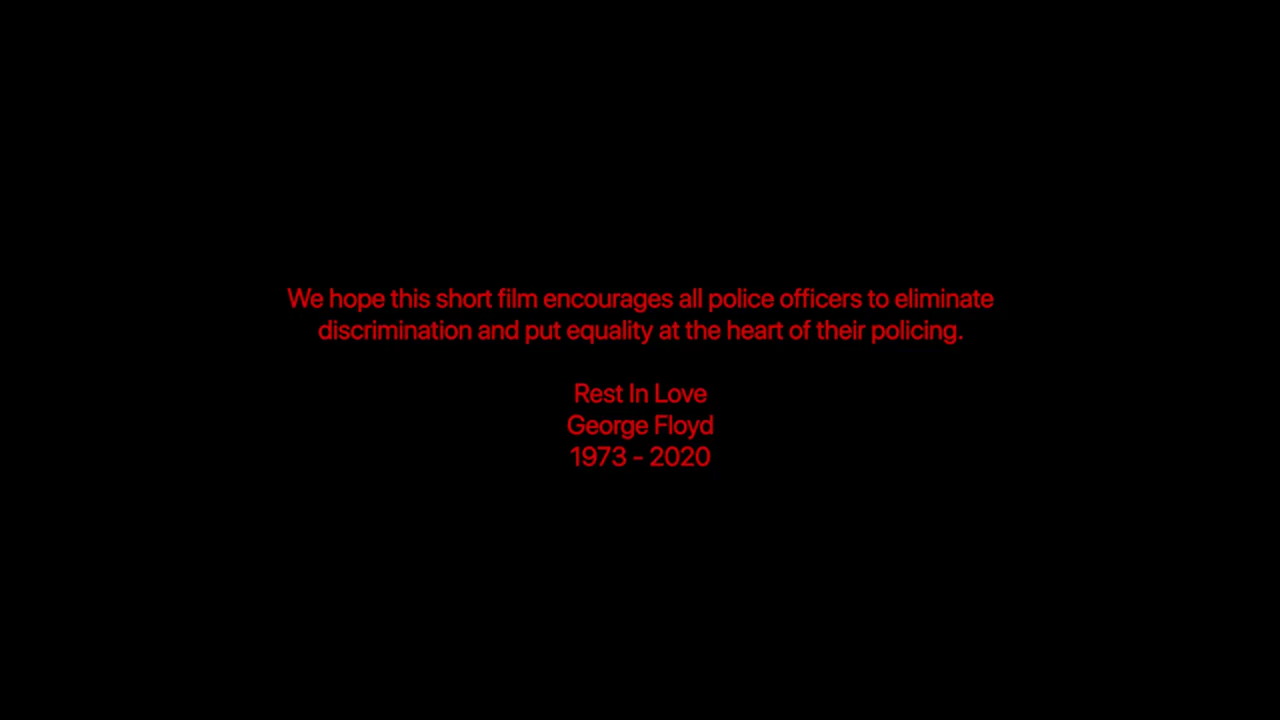 We hope this short film encourages all police officers to eliminate
discrimination and put equality at the heart of their policing.
Rest In Love
George Floyd
1973 - 2020